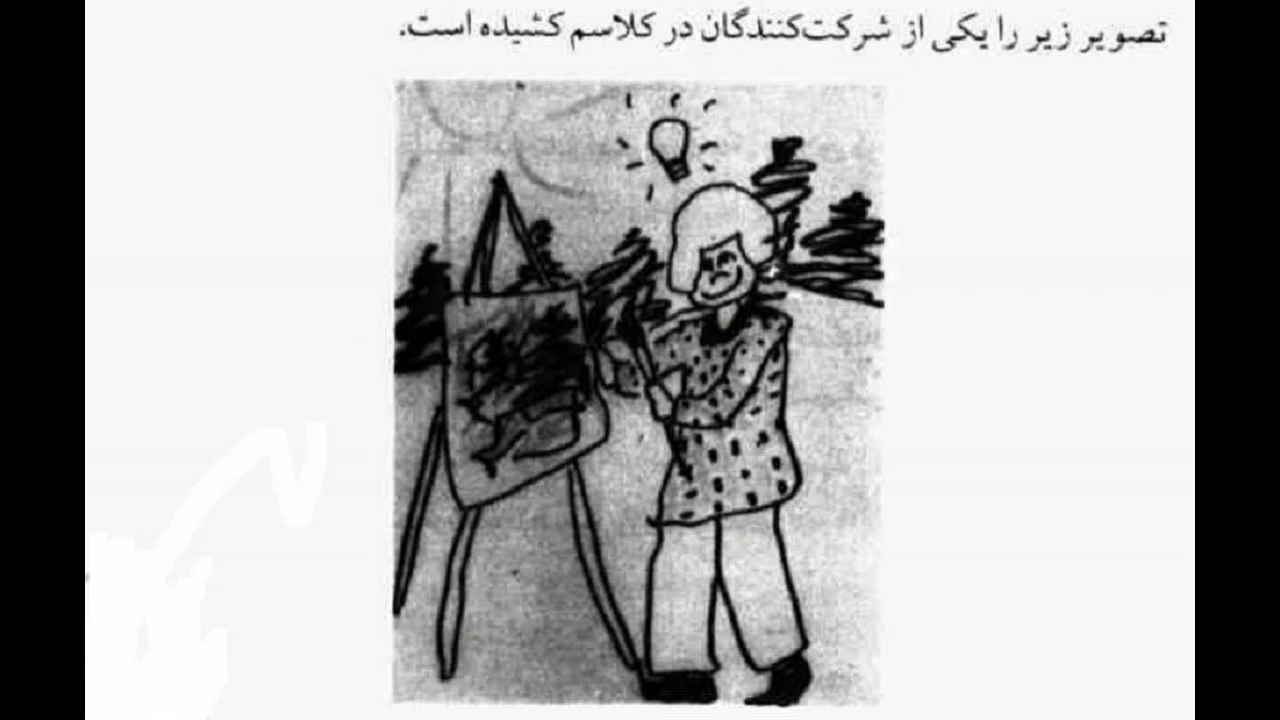 تصویر زیر را یکی از شرکت‌کنندگان در کلاسم کشیده است.